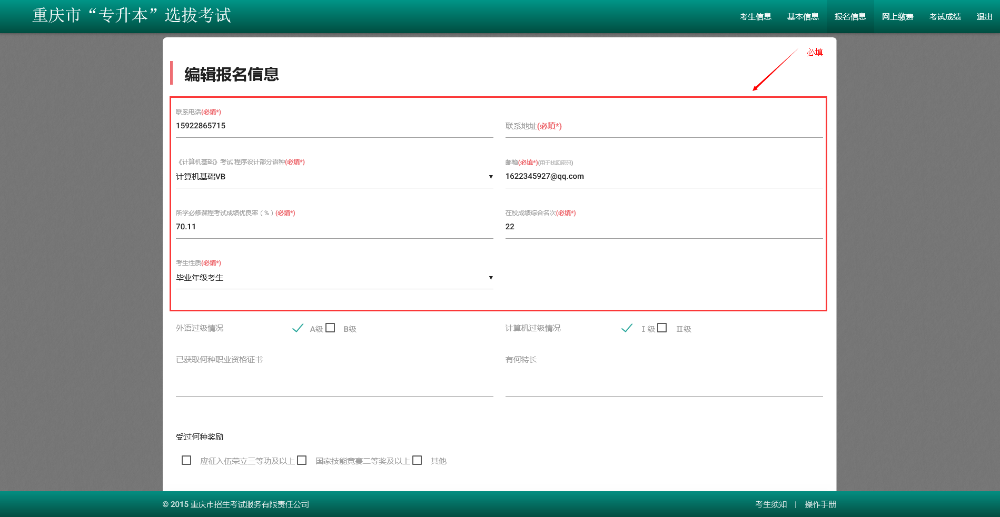 重庆市“专升本”选拔考试
考生信息 基本信息 报名信息 网上缴费 考试成绩 退出
必填
编辑报名信息
联系电话(必填*)
15922865715
联系地址(必填*)
《计算机基础》考试 程序设计部分语种(必填*)
计算机基础VB
邮箱(必填*)(用于找回密码)
1622345927@qq.com
所学必修课程考试成绩优良率（%）(必填*)
70.11
在校成绩综合名次(必填*)
22
考生性质(必填*)
毕业年级考生
外语过级情况 A级 B级
计算机过级情况 Ⅰ级 Ⅱ级
已获取何种职业资格证书
有何特长
受过何种奖励
应征入伍荣立三等功及以上 国家技能竞赛二等奖及以上 其他
© 2015 重庆市招生考试服务有限责任公司
考生须知 | 操作手册